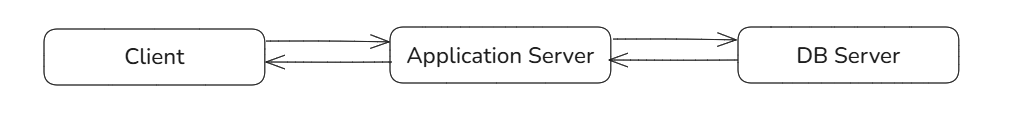 Client
Application Server
DB Server